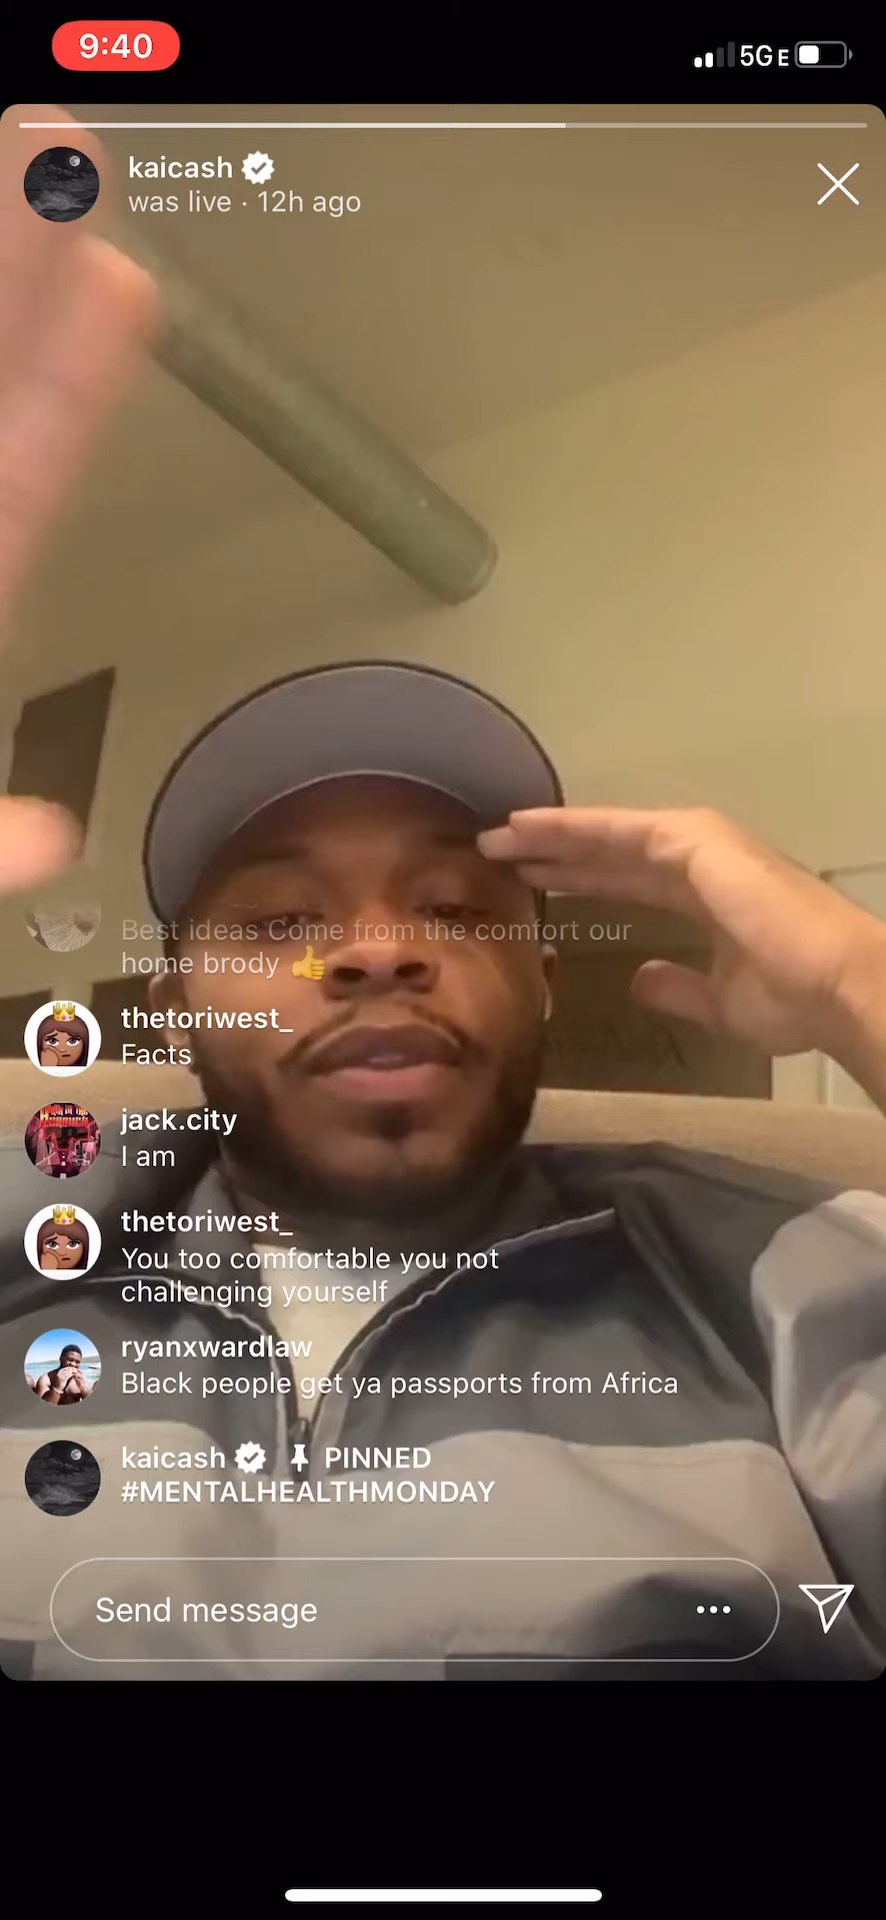 9:40
5GE
kaicash
was live · 12h ago
Best ideas Come from the comfort our
home brody 👍
thetoriwest_
Facts
jack.city
I am
thetoriwest_
You too comfortable you not
challenging yourself
ryanxwardlaw
Black people get ya passports from Africa
kaicash PINNED
#MENTALHEALTHMONDAY
Send message